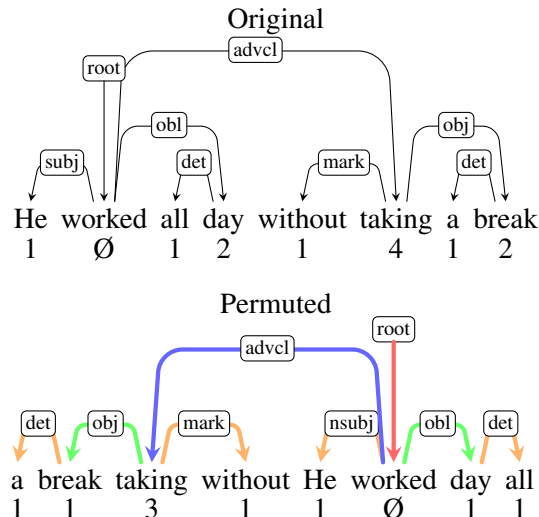 Original
advcl
root
obl obj
subj det mark det
He worked all day without taking a break
1 Ø 1 2 1 4 1 2
Permuted
root
advcl
det obj mark nsubj obl det
a break taking without He worked day all
1 1 3 1 1 Ø 1 1